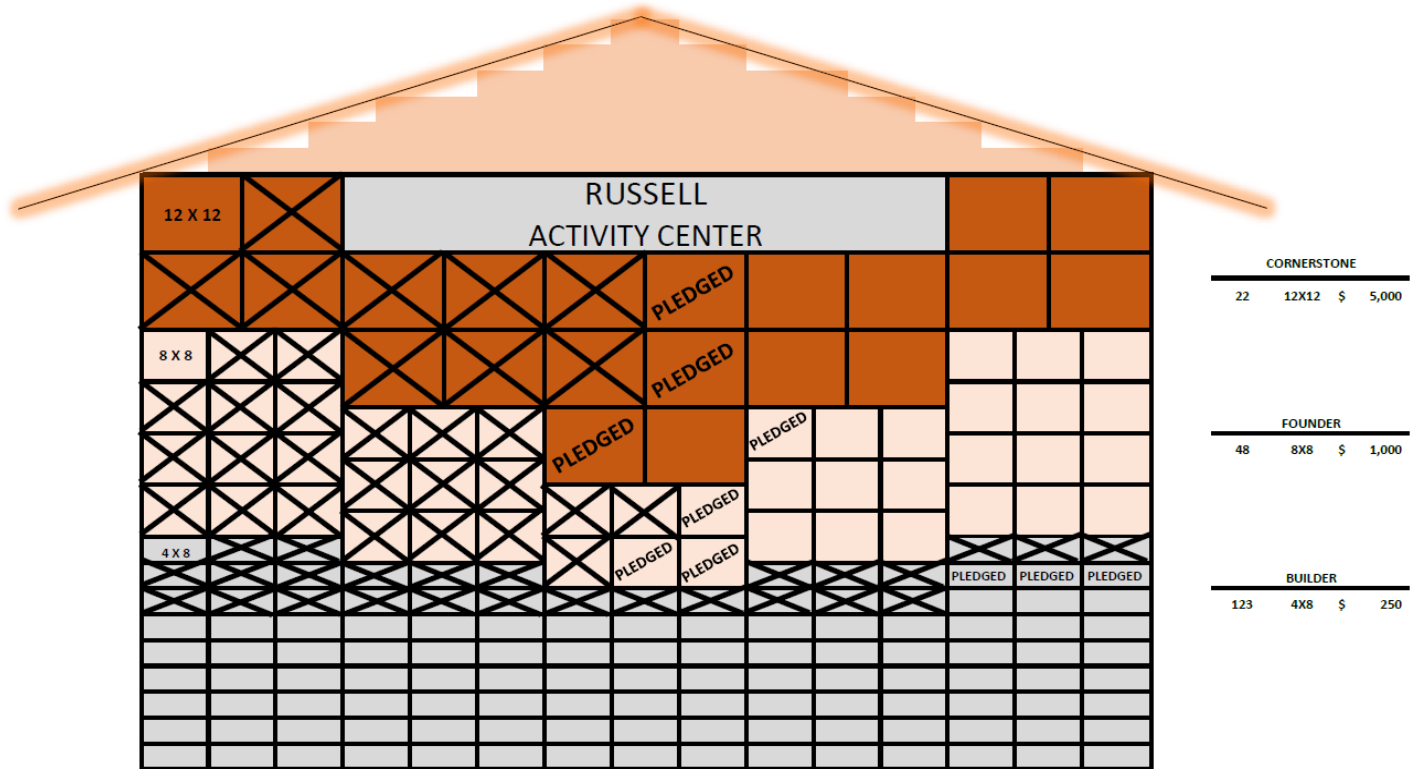 RUSSELL
ACTIVITY CENTER
12 X 12
PLEDGED
CORNERSTONE
22 12X12 $ 5,000
8 X 8
PLEDGED
PLEDGED
PLEDGED
FOUNDER
48 8X8 $ 1,000
PLEDGED
PLEDGED PLEDGED
4 X 8
PLEDGED PLEDGED PLEDGED
BUILDER
123 4X8 $ 250